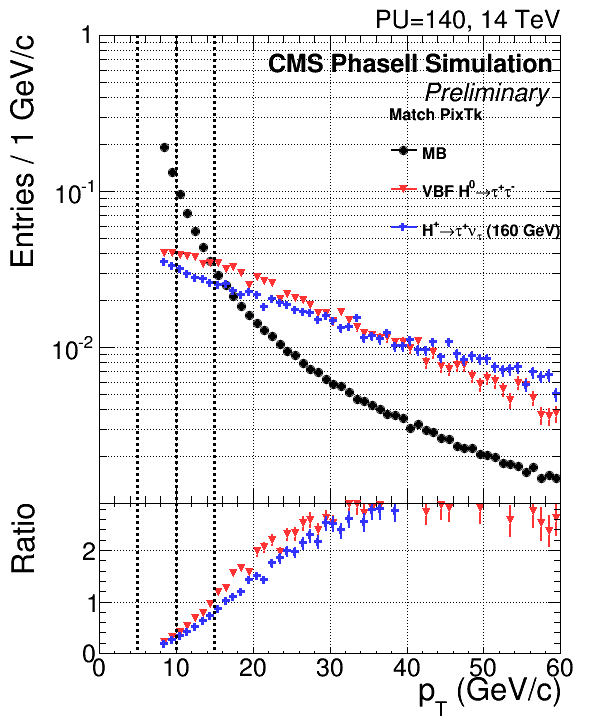 PU=140, 14 TeV
Entries / 1 GeV/c
1
10⁻¹
10⁻²
CMS PhaseII Simulation
Preliminary
Match PixTk
MB
VBF H⁰→τ⁺τ⁻
H⁺→τ⁺ντ (160 GeV)
Ratio
2
1
0
0 10 20 30 40 50 60
pT (GeV/c)